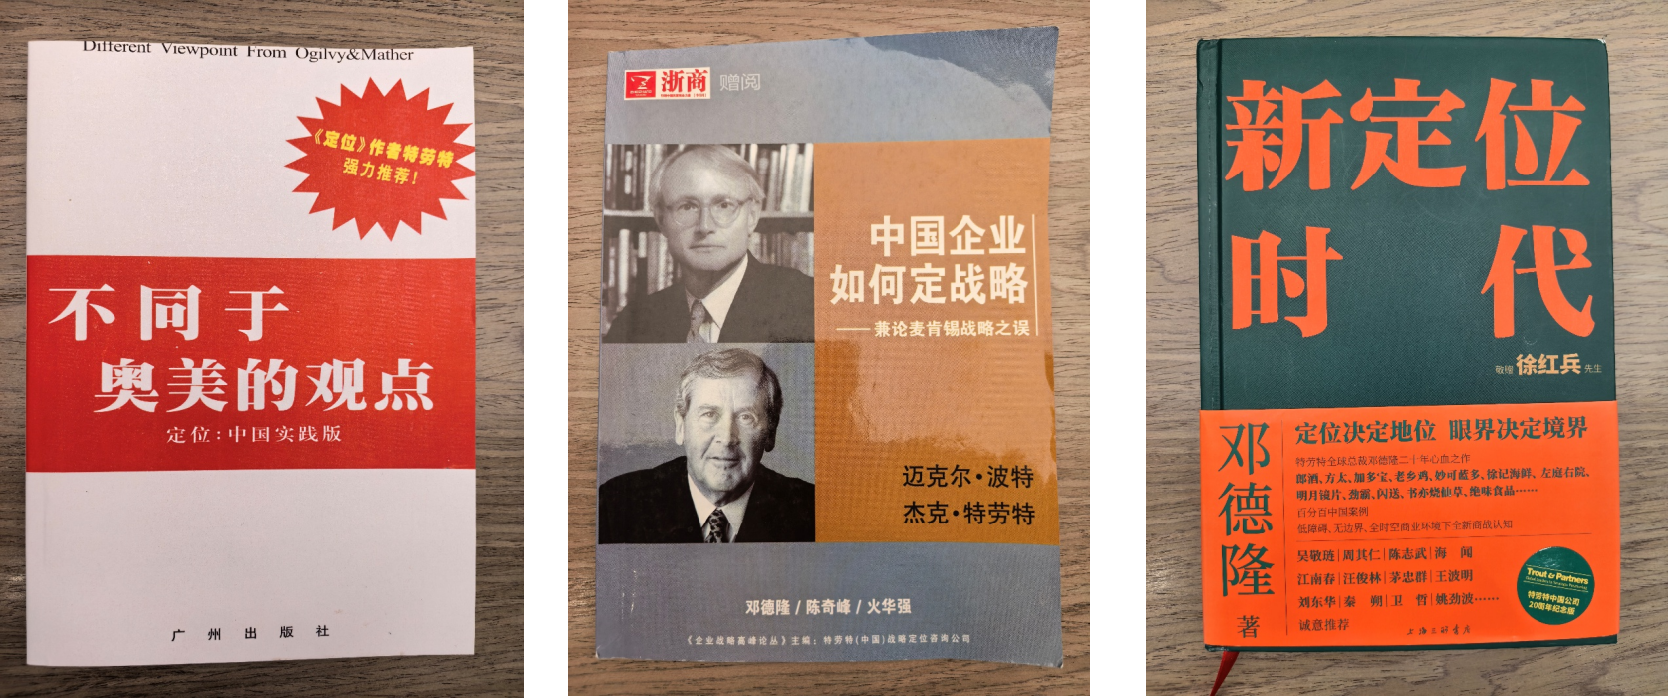 Different Viewpoint From Ogilvy&Mather
《定位》作者特劳特
强力推荐！
不同于
奥美的观点
定位：中国实践版
广州出版社
浙商
赠阅
中国企业
如何定战略
——兼论麦肯锡战略之误
迈克尔·波特
杰克·特劳特
邓德隆 / 陈奇峰 / 火华强
《企业战略高峰论丛》主编：特劳特(中国)战略定位咨询公司
新定位
时代
敬赠 徐红兵 先生
邓德隆 著
定位决定地位 眼界决定境界
特劳特全球总裁邓德隆二十年心血之作
郎酒、方太、加多宝、老乡鸡、妙可蓝多、徐记海鲜、左庭右院、
明月镜片、劲霸、闪送、书亦烧仙草、绝味食品……
百分百中国案例
低障碍、无边界、全时空商业环境下全新商战认知
吴敬琏|周其仁|陈志武|海 闻
江南春|汪俊林|茅忠群|王波明
刘东华|秦 朔|卫 哲|姚劲波……
诚意推荐
Trout & Partners
特劳特中国公司
20周年纪念版
上海三联书店